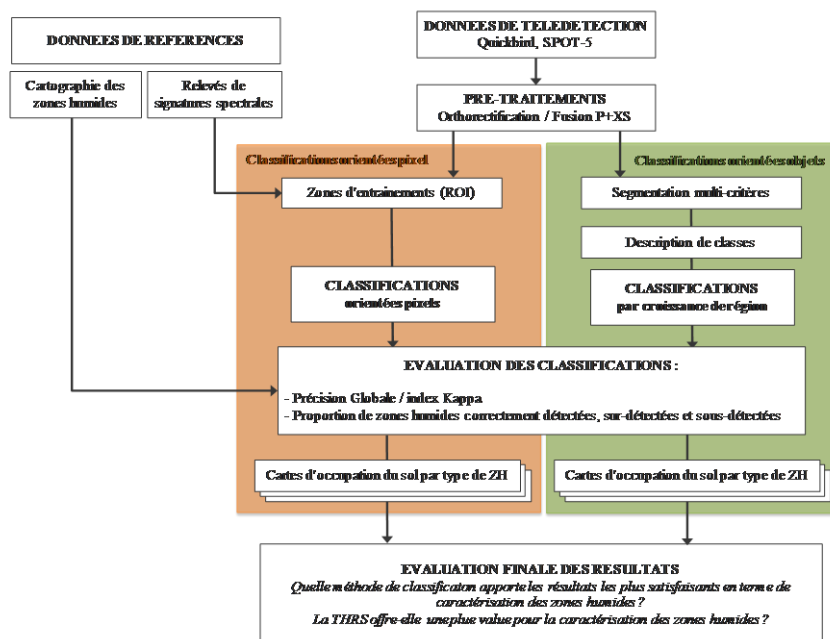 DONNEES DE REFERENCES
DONNEES DE TELEDETECTION
Quickbird, SPOT-5
Cartographie des
zones humides
Relevés de
signatures spectrales
PRE-TRAITEMENTS
Orthorectification / Fusion P+XS
Classifications orientées pixel
Classifications orientées objets
Zones d'entrainements (ROI)
Segmentation multi-critères
Description de classes
CLASSIFICATIONS
orientées pixels
CLASSIFICATIONS
par croissance de région
EVALUATION DES CLASSIFICATIONS :
- Précision Globale / index Kappa
- Proportion de zones humides correctement détectées, sur-détectées et sous-détectées
Cartes d'occupation du sol par type de ZH
Cartes d'occupation du sol par type de ZH
EVALUATION FINALE DES RESULTATS
Quelle méthode de classificaton apporte les résultats les plus satisfaisants en terme de
caractérisation des zones humides ?
La THRS offre-elle une plus value pour la caractérisation des zones humides ?